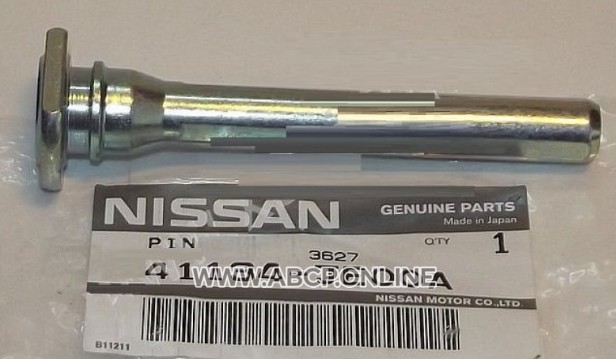 NISSAN
GENUINE PARTS
Made in Japan
PIN
3627
QTY 1
WWW.ABCP.ONLINE
NISSAN MOTOR CO.,LTD.
B11211